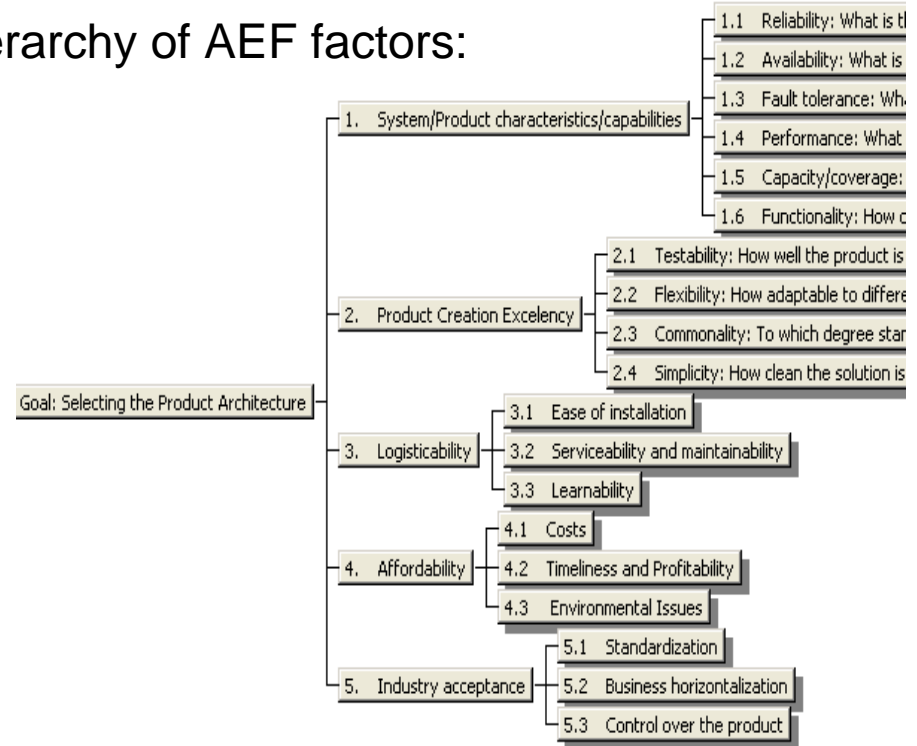 erarchy of AEF factors:
Goal: Selecting the Product Architecture
1. System/Product characteristics/capabilities
1.1 Reliability: What is
1.2 Availability: What is
1.3 Fault tolerance:
1.4 Performance: What
1.5 Capacity/coverage:
1.6 Functionality: How
2. Product Creation Excelency
2.1 Testability: How well the product is
2.2 Flexibility: How adaptable to differe
2.3 Commonality: To which degree star
2.4 Simplicity: How clean the solution is
3. Logisticability
3.1 Ease of installation
3.2 Serviceability and maintainability
3.3 Learnability
4. Affordability
4.1 Costs
4.2 Timeliness and Profitability
4.3 Environmental Issues
5. Industry acceptance
5.1 Standardization
5.2 Business horizontalization
5.3 Control over the product